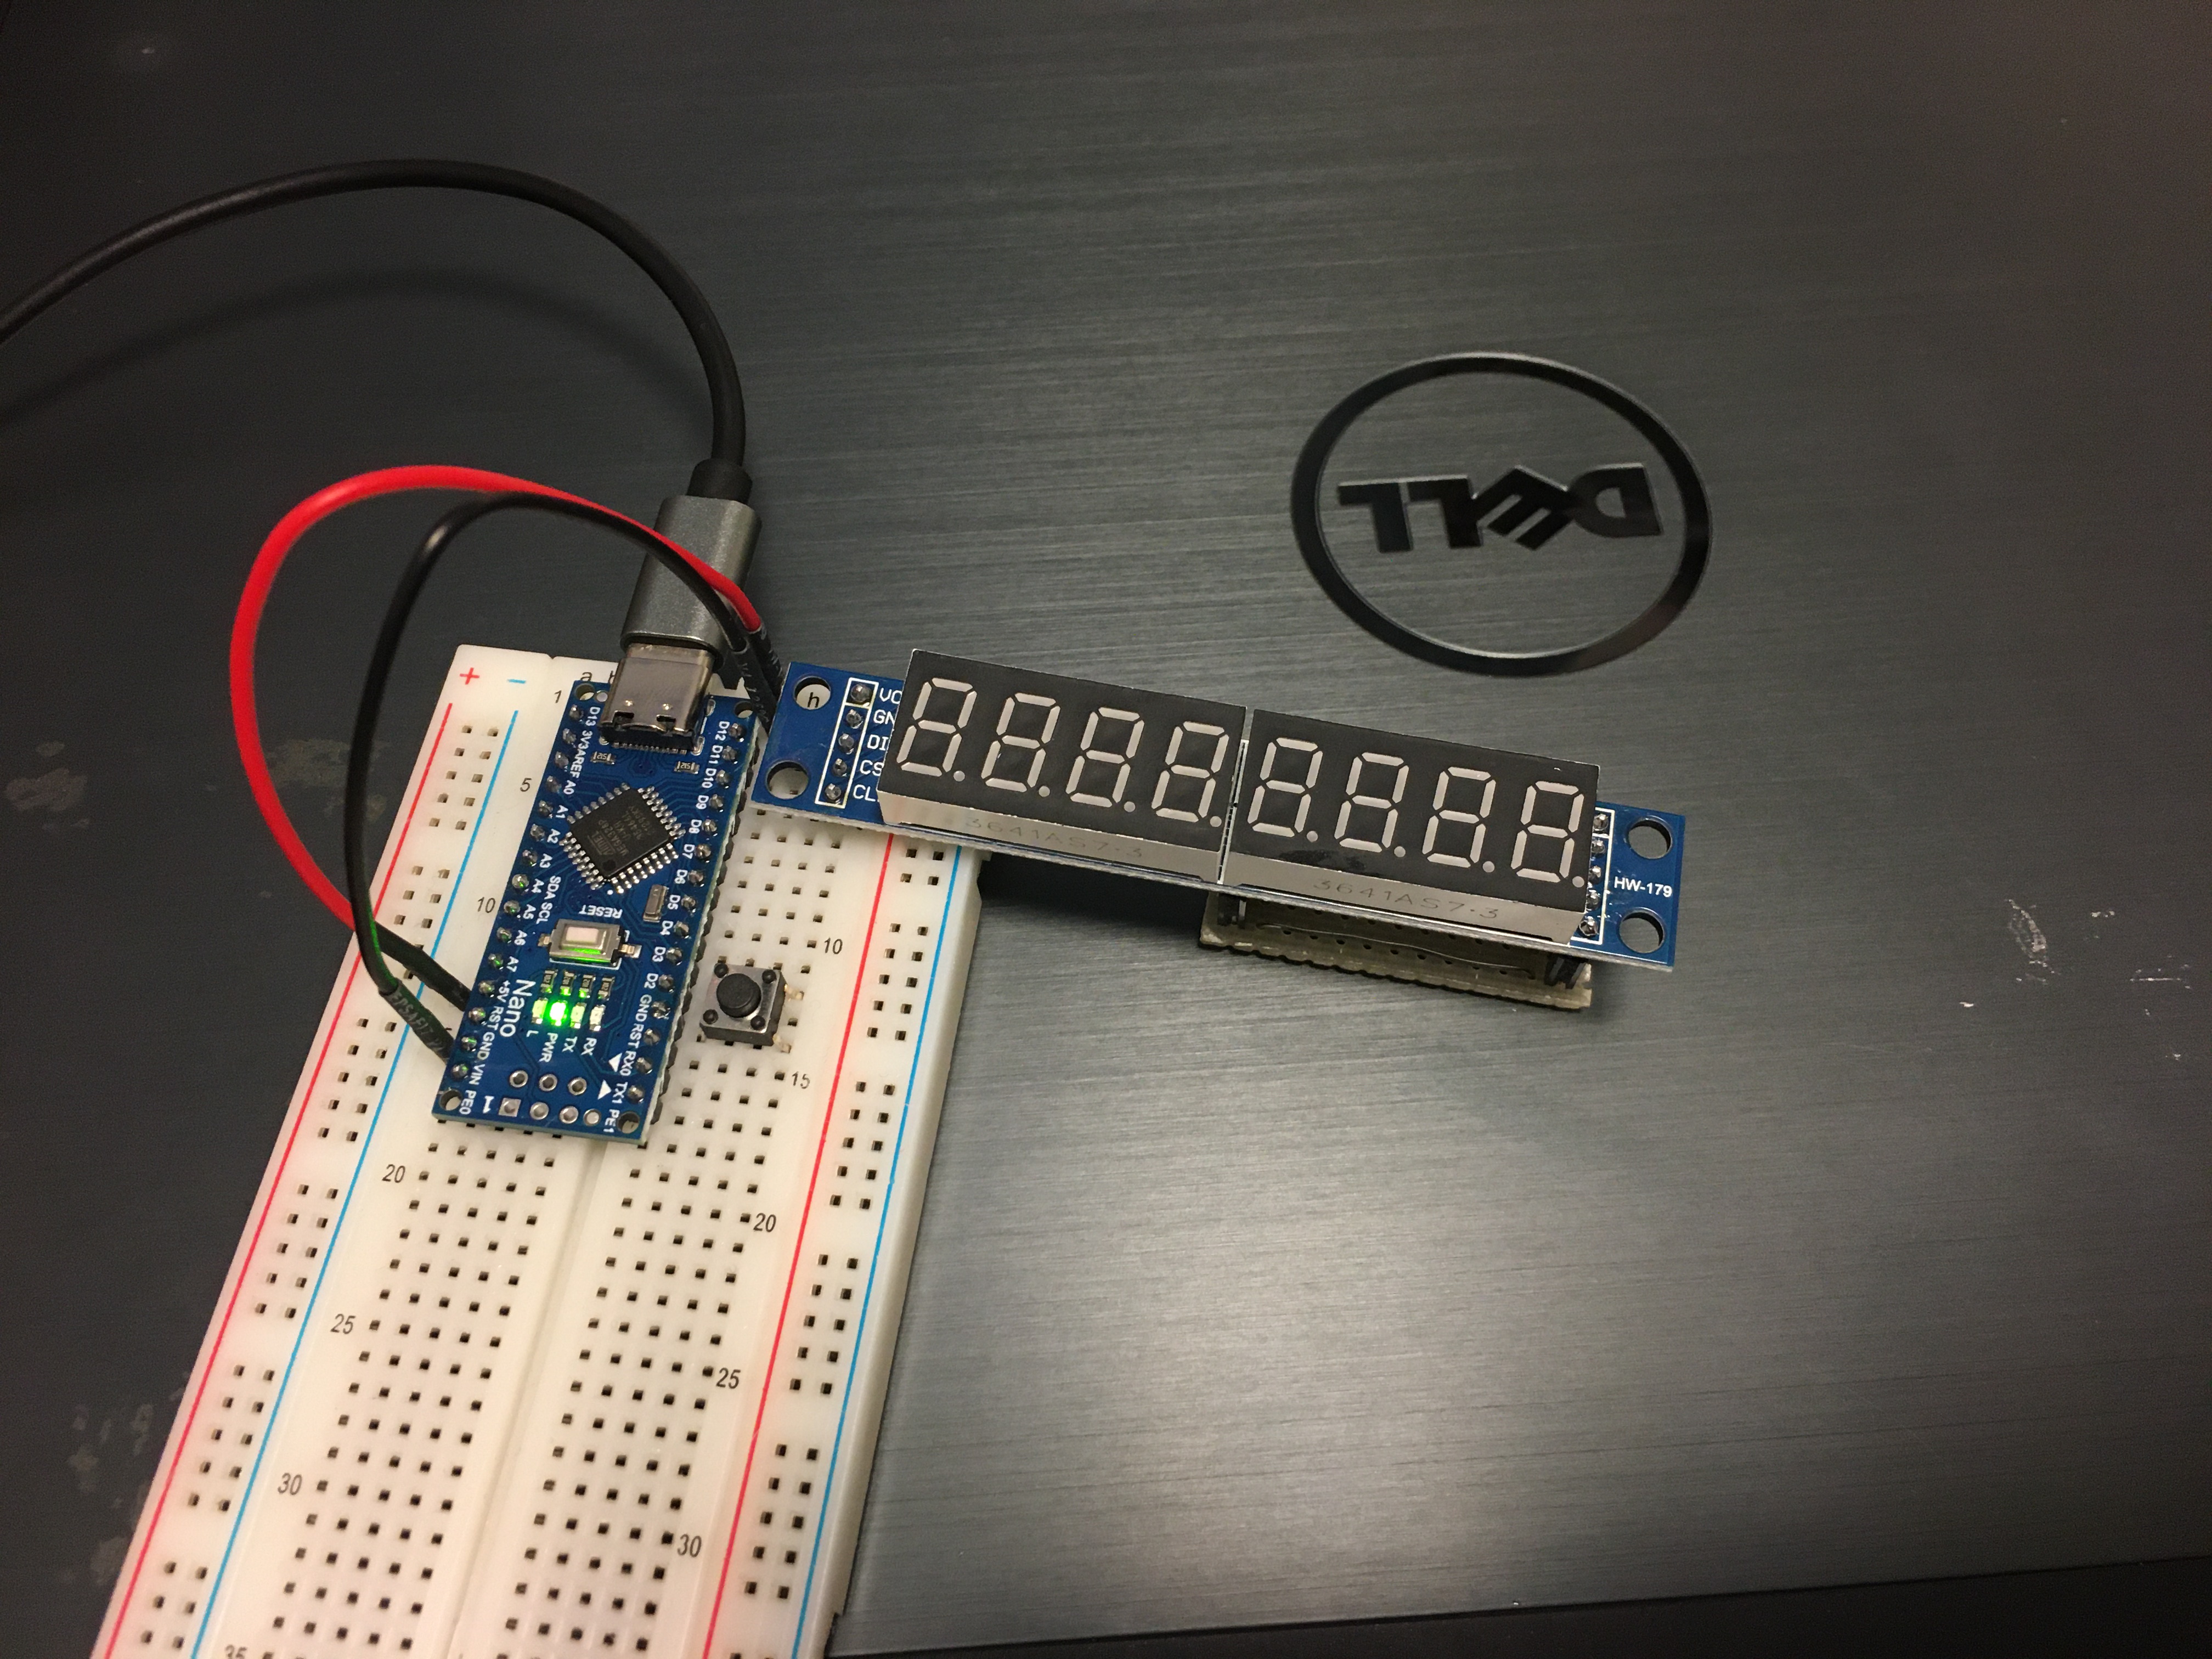 DELL
+
−
a
1
5
10
20
25
30
35
h
GN
DI
CS
HW-179
3641AS7-3
3641AS7-3
D13
3V3
AREF
A0
A1
A2
A3
A4
A5
A6
A7
+5V
RST
GND
VIN
PE0
SDA
SCL
Nano
RESET
L
PWR
TX
RX
1
D12
D11
D10
D9
D8
D7
D6
D5
D4
D3
D2
GND
RST
RX0
TX1
PE1
10
15
20
25
30